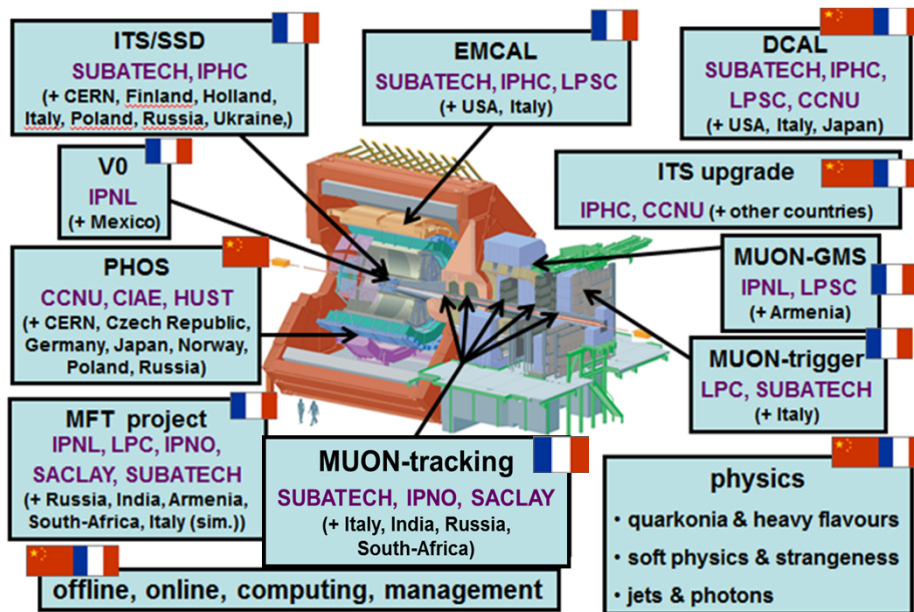 ITS/SSD
SUBATECH, IPHC
(+ CERN, Finland, Holland,
Italy, Poland, Russia, Ukraine,)
EMCAL
SUBATECH, IPHC, LPSC
(+ USA, Italy)
DCAL
SUBATECH, IPHC,
LPSC, CCNU
(+ USA, Italy, Japan)
V0
IPNL
(+ Mexico)
ITS upgrade
IPHC, CCNU (+ other countries)
PHOS
CCNU, CIAE, HUST
(+ CERN, Czech Republic,
Germany, Japan, Norway,
Poland, Russia)
MUON-GMS
IPNL, LPSC
(+ Armenia)
MUON-trigger
LPC, SUBATECH
(+ Italy)
MFT project
IPNL, LPC, IPNO,
SACLAY, SUBATECH
(+ Russia, India, Armenia,
South-Africa, Italy (sim.))
MUON-tracking
SUBATECH, IPNO, SACLAY
(+ Italy, India, Russia,
South-Africa)
physics
• quarkonia & heavy flavours
• soft physics & strangeness
• jets & photons
offline, online, computing, management